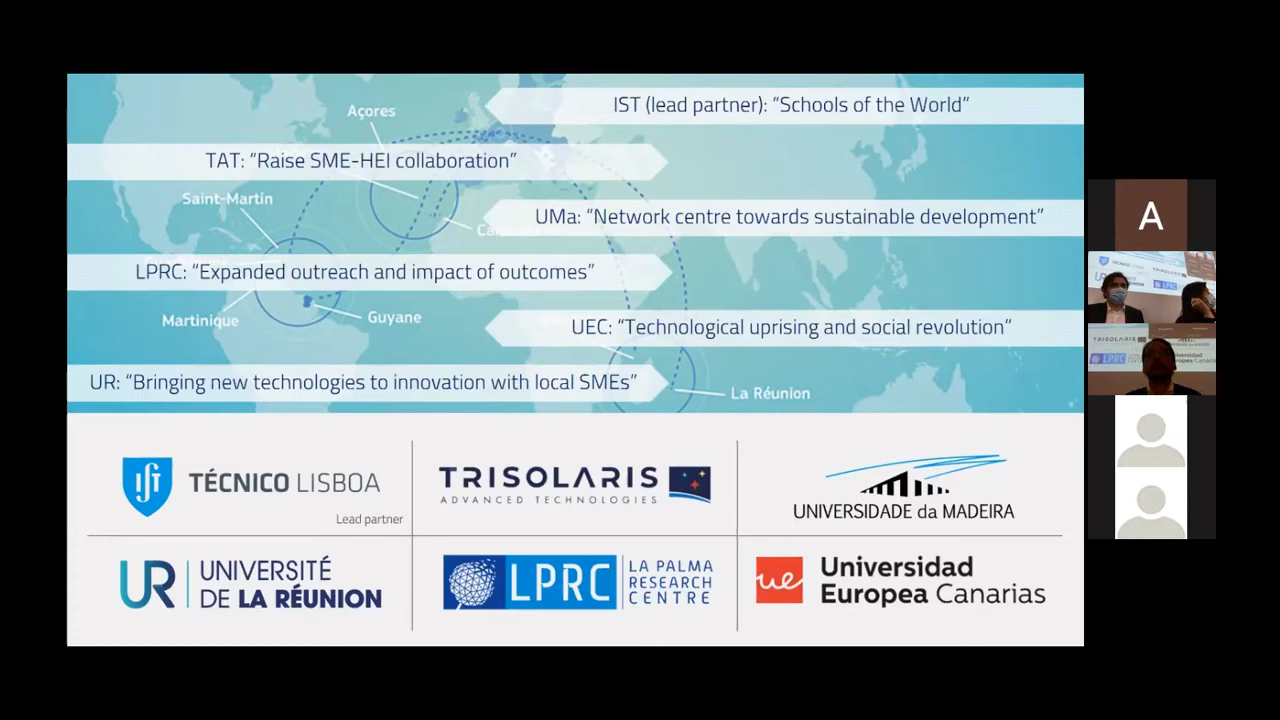 IST (lead partner): “Schools of the World”
Açores
TAT: “Raise SME-HEI collaboration”
Saint-Martin
UMa: “Network centre towards sustainable development”
LPRC: “Expanded outreach and impact of outcomes”
Martinique
Guyane
UEC: “Technological uprising and social revolution”
UR: “Bringing new technologies to innovation with local SMEs”
La Réunion
IST
TÉCNICO LISBOA
Lead partner
TRISOLARIS
ADVANCED TECHNOLOGIES
UNIVERSIDADE da MADEIRA
UR
UNIVERSITÉ
DE LA RÉUNION
LPRC
LA PALMA
RESEARCH
CENTRE
ue
Universidad
Europea Canarias
A